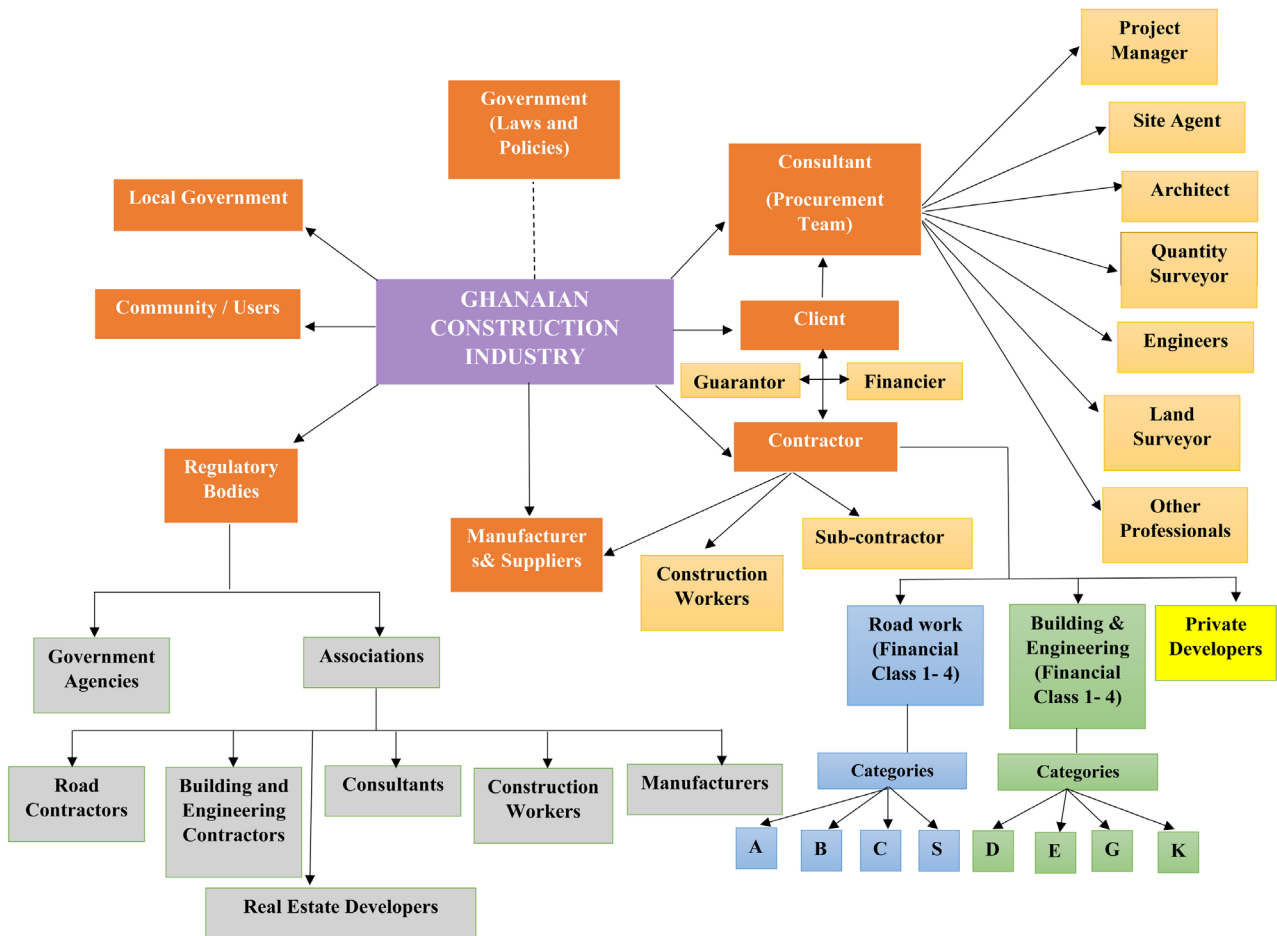 Project
Manager
Government
(Laws and
Policies)
Site Agent
Consultant
(Procurement
Team)
Local Government
Architect
Quantity
Surveyor
GHANAIAN
CONSTRUCTION
INDUSTRY
Community / Users
Client
Engineers
Guarantor
Financier
Land
Surveyor
Contractor
Regulatory
Bodies
Other
Professionals
Manufacturer
s& Suppliers
Sub-contractor
Construction
Workers
Road work
(Financial
Class 1- 4)
Building &
Engineering
(Financial
Class 1- 4)
Private
Developers
Government
Agencies
Associations
Road
Contractors
Building and
Engineering
Contractors
Consultants
Construction
Workers
Manufacturers
Categories
Categories
A
B
C
S
D
E
G
K
Real Estate Developers